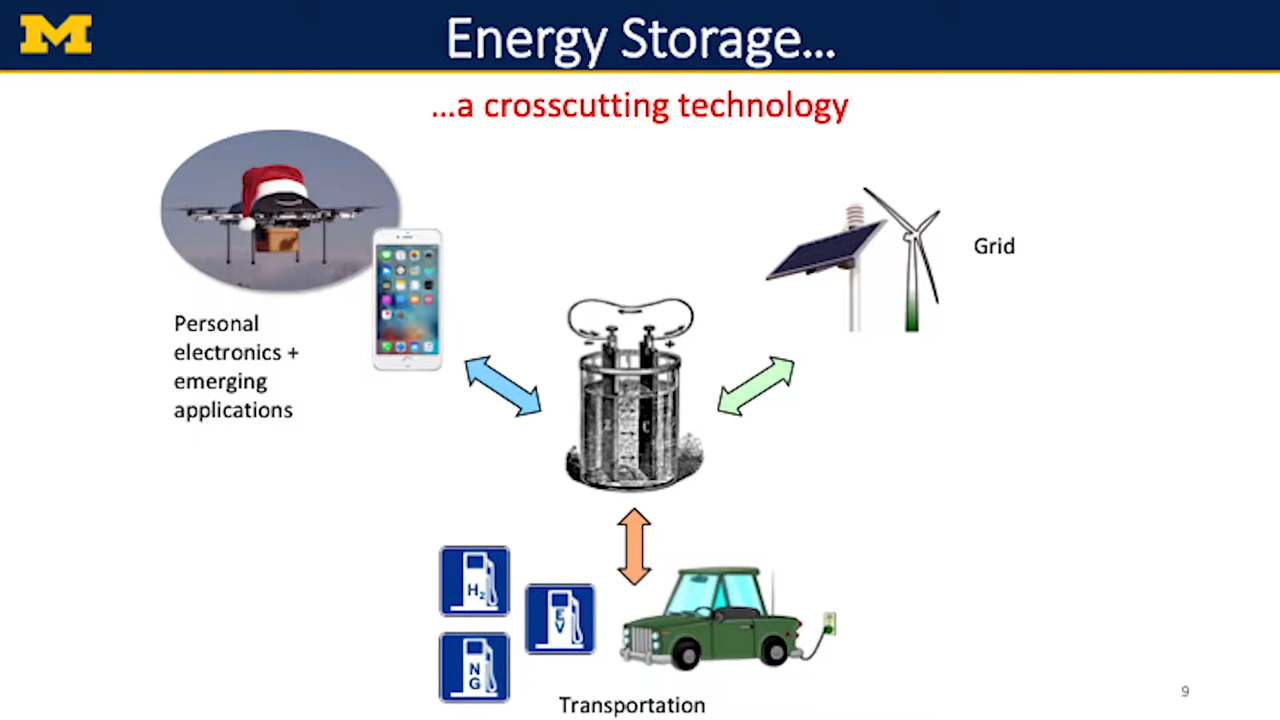 M
Energy Storage...
...a crosscutting technology
Grid
Personal
electronics +
emerging
applications
- +
Z C
H₂
EV
NG
Transportation
9